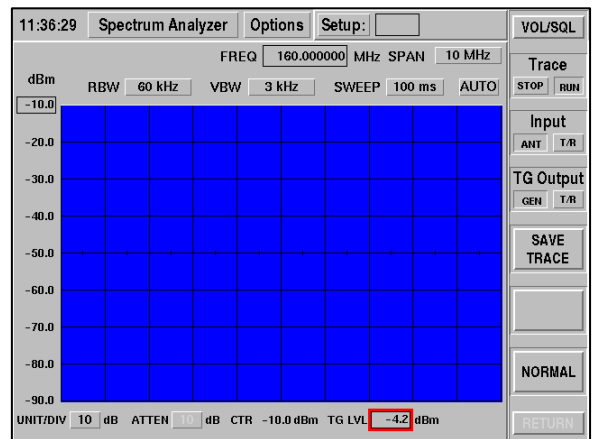 11:36:29 Spectrum Analyzer Options Setup:
FREQ 160.000000 MHz SPAN 10 MHz
dBm RBW 60 kHz VBW 3 kHz SWEEP 100 ms AUTO
-10.0
-20.0
-30.0
-40.0
-50.0
-60.0
-70.0
-80.0
-90.0
UNIT/DIV 10 dB ATTEN 10 dB CTR -10.0 dBm TG LVL -4.2 dBm
VOL/SQL
Trace
STOP RUN
Input
ANT T/R
TG Output
GEN T/R
SAVE
TRACE
NORMAL
RETURN